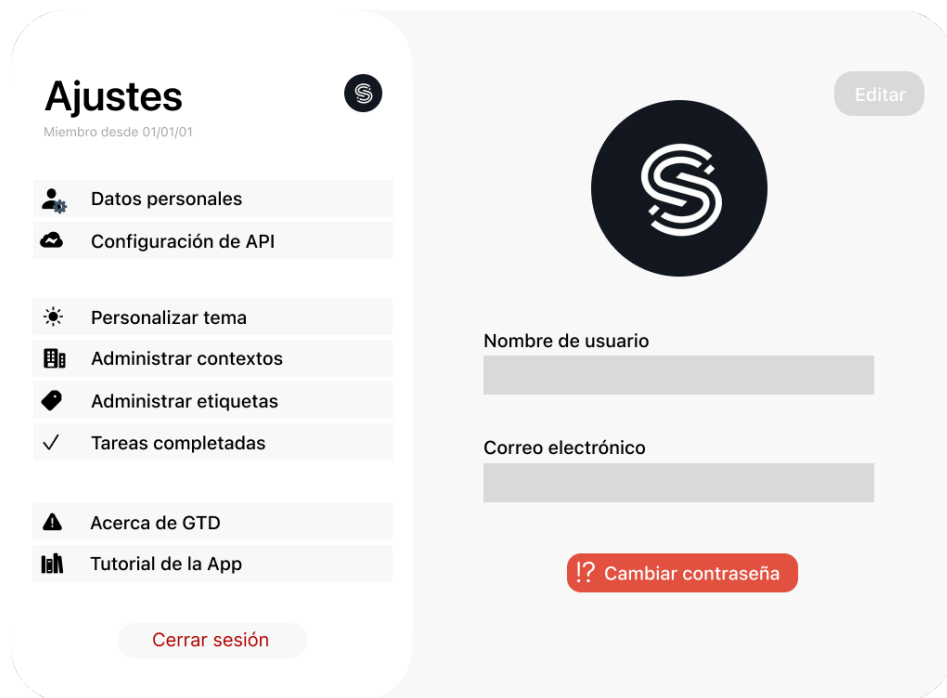 Ajustes
Miembro desde 01/01/01
Datos personales
Configuración de API
Personalizar tema
Administrar contextos
Administrar etiquetas
Tareas completadas
Acerca de GTD
Tutorial de la App
Cerrar sesión
Editar
Nombre de usuario
Correo electrónico
!? Cambiar contraseña